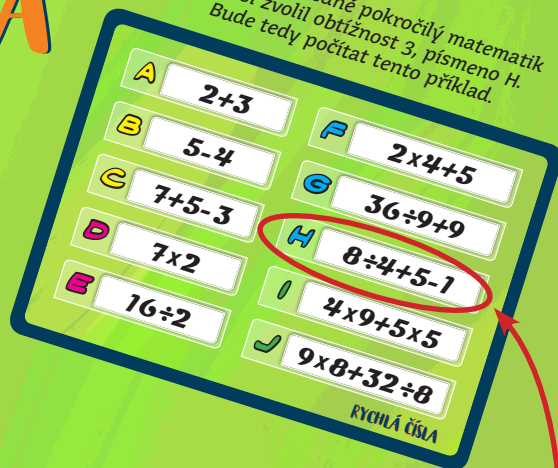 A
pokročilý matematik
zvolil obtížnost 3, písmeno H.
Bude tedy počítat tento příklad.
A 2+3
B 5-4
C 7+5-3
D 7x2
E 16÷2
F 2x4+5
G 36÷9+9
H 8÷4+5-1
I 4x9+5x5
J 9x8+32÷8
RYCHLÁ ČÍSLA